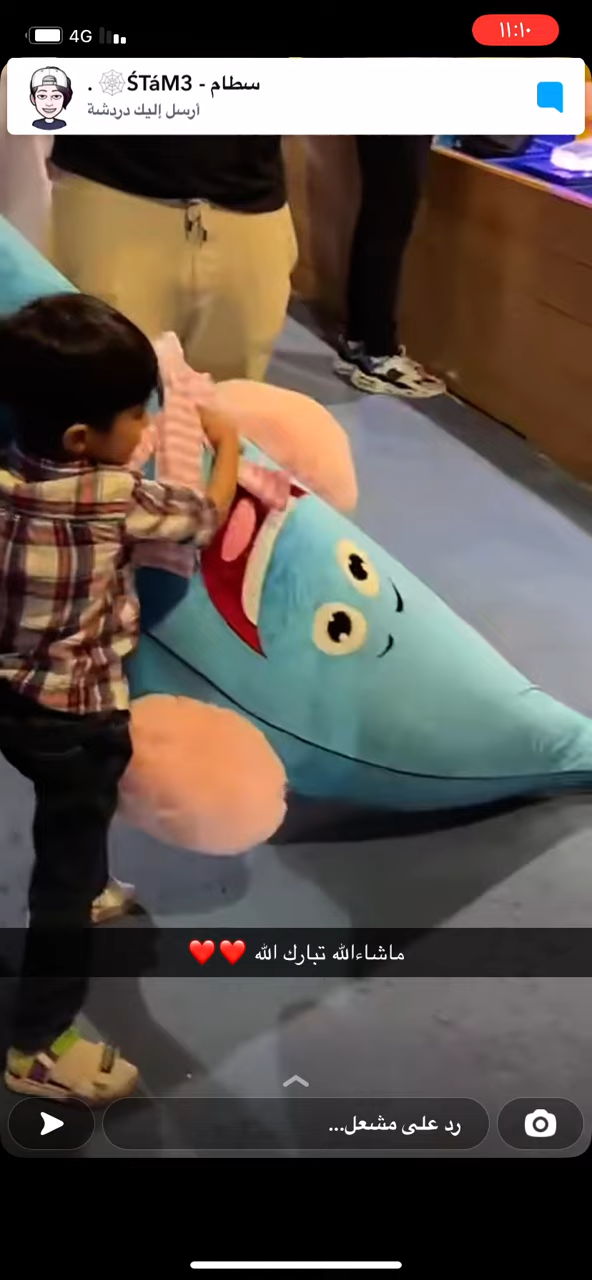 4G
١١:١٠
سطام - ŚTáM3🕸️ .
أرسل إليك دردشة
ماشاءالله تبارك الله ❤️❤️
رد على مشعل...